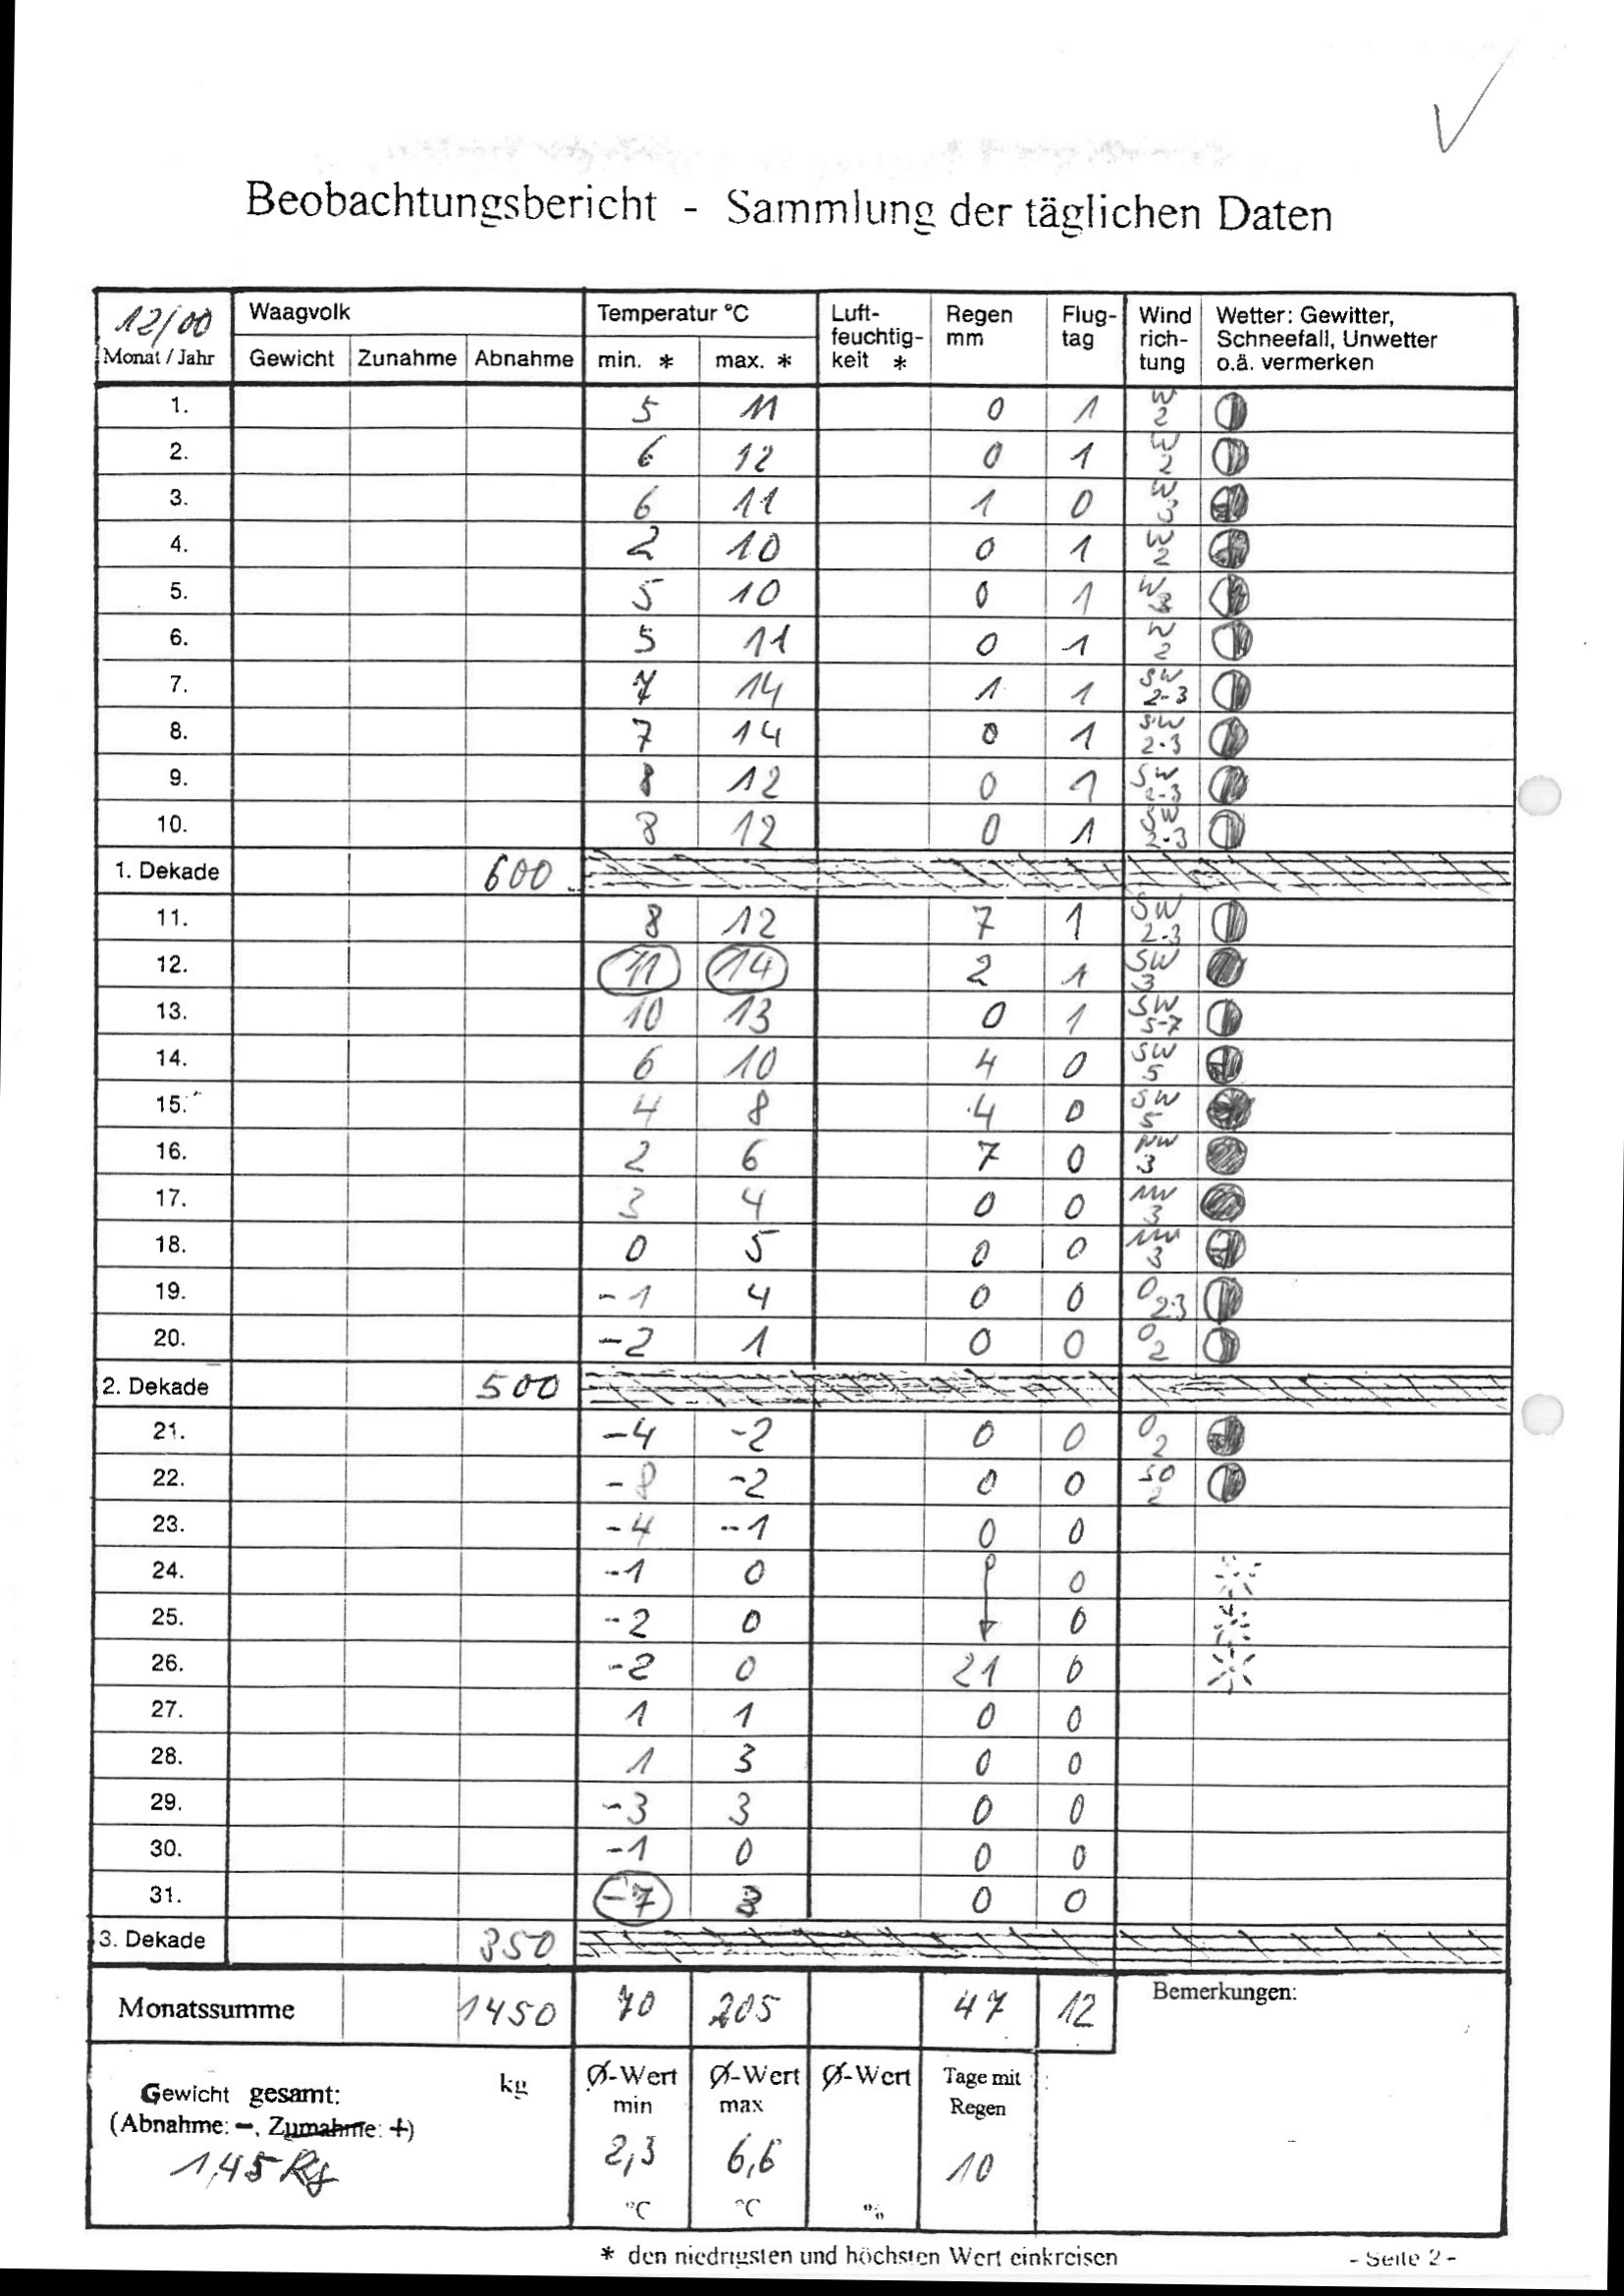 Beobachtungsbericht - Sammlung der täglichen Daten
12/00 Waagvolk Temperatur °C Luft- Regen Flug- Wind Wetter: Gewitter,
feuchtig- mm tag rich- Schneefall, Unwetter
Monat / Jahr Gewicht Zunahme Abnahme min. * max. * keit * tung o.ä. vermerken
1. 5 11 0 1 W 2
2. 6 12 0 1 W 2
3. 6 11 1 0 W 3
4. 2 10 0 1 W 2
5. 5 10 0 1 W 3
6. 5 11 0 1 W 2
7. 7 14 1 1 SW 2-3
8. 7 14 0 1 SW 2-3
9. 8 12 0 1 SW 2-3
10. 8 12 0 1 SW 2-3
1. Dekade 600
11. 8 12 7 1 SW 2-3
12. 11 14 2 1 SW 3
13. 10 13 0 1 SW 5-7
14. 6 10 4 0 SW 5
15. 4 8 4 0 SW 5
16. 2 6 7 0 NW 3
17. 3 4 0 0 NW 3
18. 0 5 0 0 NW 3
19. -1 4 0 0 O 2-3
20. -2 1 0 0 O 2
2. Dekade 500
21. -4 -2 0 0 O 2
22. -8 -2 0 0 SO 2
23. -4 -1 0 0
24. -1 0 0
25. -2 0 0
26. -2 0 21 0
27. 1 1 0 0
28. 1 3 0 0
29. -3 3 0 0
30. -1 0 0 0
31. -7 0 0
3. Dekade 350
Monatssumme 1450 70 205 47 12 Bemerkungen:
kg Ø-Wert Ø-Wert Ø-Wert Tage mit
Gewicht gesamt: min max Regen
(Abnahme: -, Zunahme: +)
1,45 Kg 2,3 6,6 10
°C °C %
* den niedrigsten und höchsten Wert einkreisen - Seite 2 -